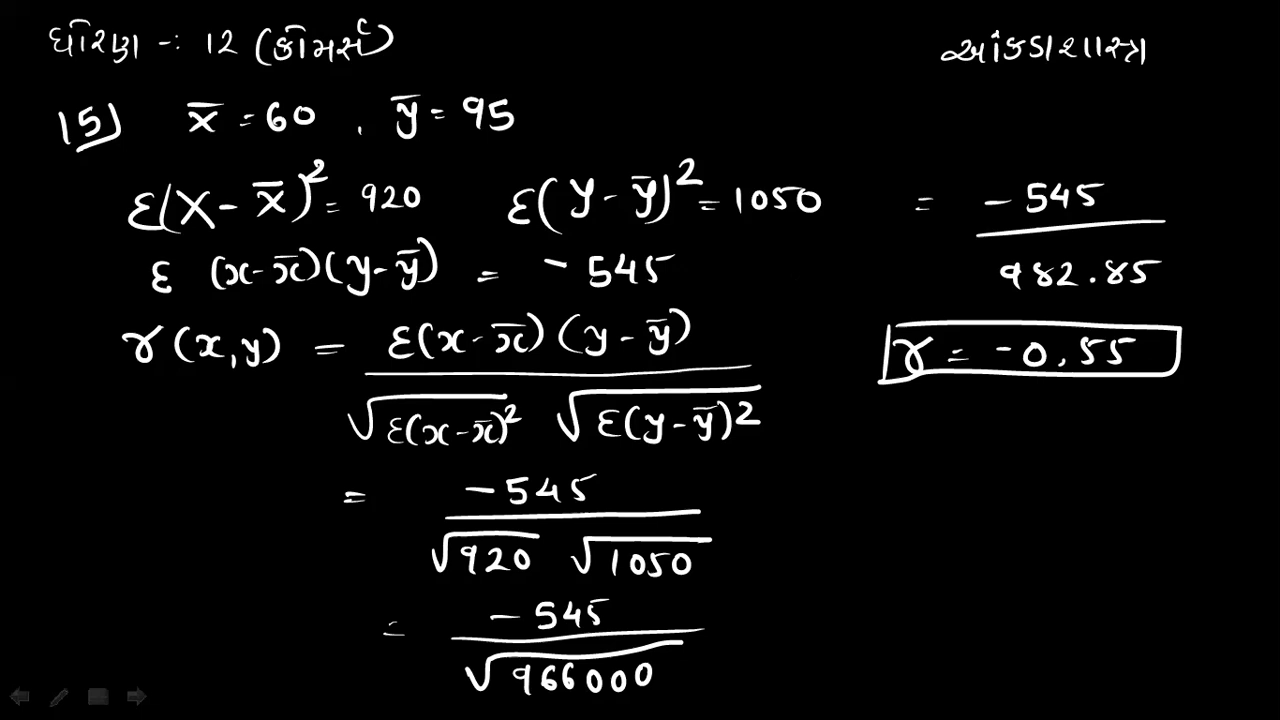 ધોરણ -: 12 (કોમર્સ)
આંકડાશાસ્ત્ર
15) x̄ = 60 , ȳ = 95
Ɛ(X - x̄)² = 920 Ɛ(y - ȳ)² = 1050
Ɛ (x - x̄)(y - ȳ) = - 545
r(x,y) = Ɛ(x - x̄)(y - ȳ)
√Ɛ(x - x̄)² √Ɛ(y - ȳ)²
= - 545
√920 √1050
= - 545
√966000
= - 545
982.85
r = -0.55